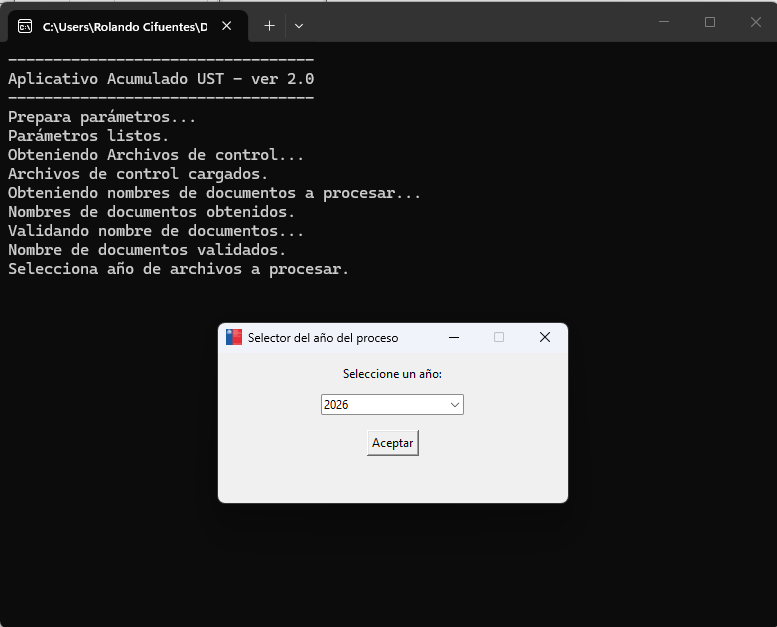 C:\Users\Rolando Cifuentes\D
--------------------------------
Aplicativo Acumulado UST - ver 2.0
--------------------------------
Prepara parámetros...
Parámetros listos.
Obteniendo Archivos de control...
Archivos de control cargados.
Obteniendo nombres de documentos a procesar...
Nombres de documentos obtenidos.
Validando nombre de documentos...
Nombre de documentos validados.
Selecciona año de archivos a procesar.
Selector del año del proceso
Seleccione un año:
2026
Aceptar